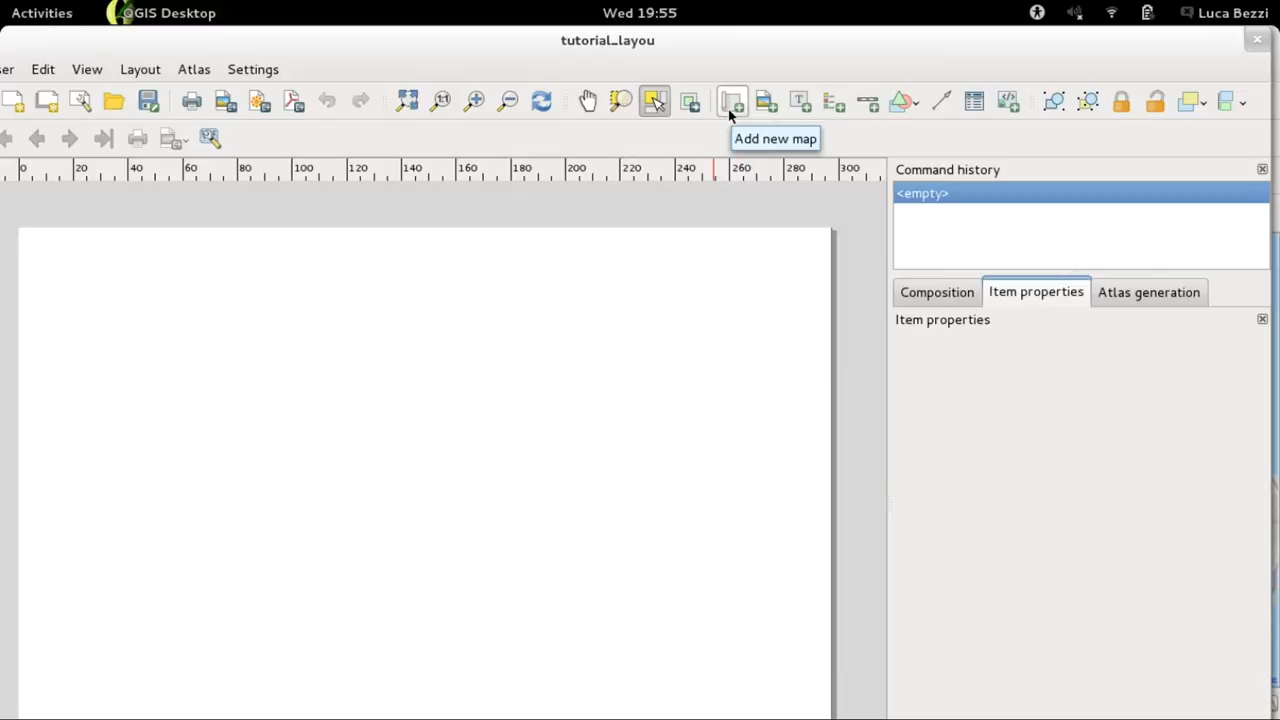 Activities QGIS Desktop Wed 19:55 Luca Bezzi
tutorial_layou
ser Edit View Layout Atlas Settings
Add new map
0 20 40 60 80 100 120 140 160 180 200 220 240 260 280 300
Command history
<empty>
Composition Item properties Atlas generation
Item properties